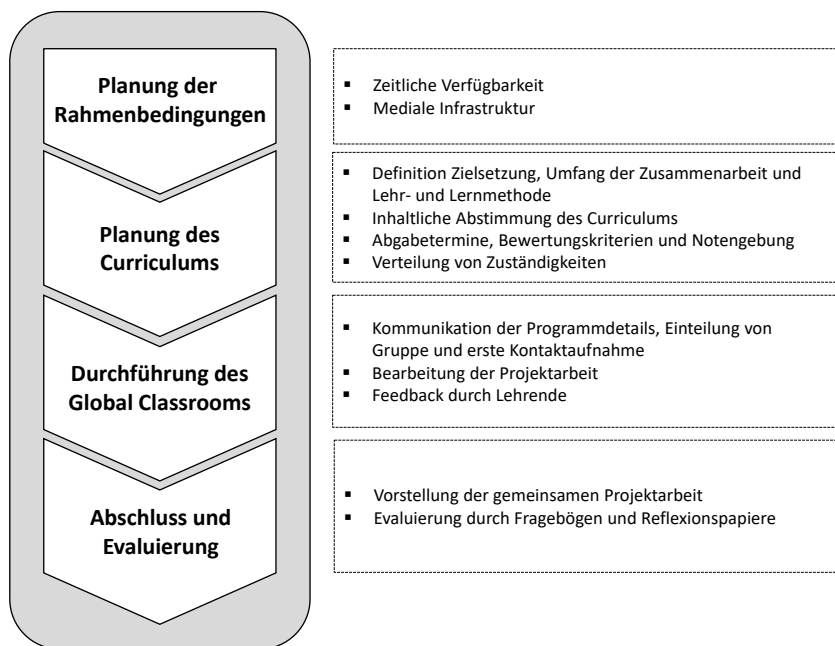 Planung der
Rahmenbedingungen
▪ Zeitliche Verfügbarkeit
▪ Mediale Infrastruktur
Planung des
Curriculums
▪ Definition Zielsetzung, Umfang der Zusammenarbeit und
Lehr- und Lernmethode
▪ Inhaltliche Abstimmung des Curriculums
▪ Abgabetermine, Bewertungskriterien und Notengebung
▪ Verteilung von Zuständigkeiten
Durchführung des
Global Classrooms
▪ Kommunikation der Programmdetails, Einteilung von
Gruppe und erste Kontaktaufnahme
▪ Bearbeitung der Projektarbeit
▪ Feedback durch Lehrende
Abschluss und
Evaluierung
▪ Vorstellung der gemeinsamen Projektarbeit
▪ Evaluierung durch Fragebögen und Reflexionspapiere